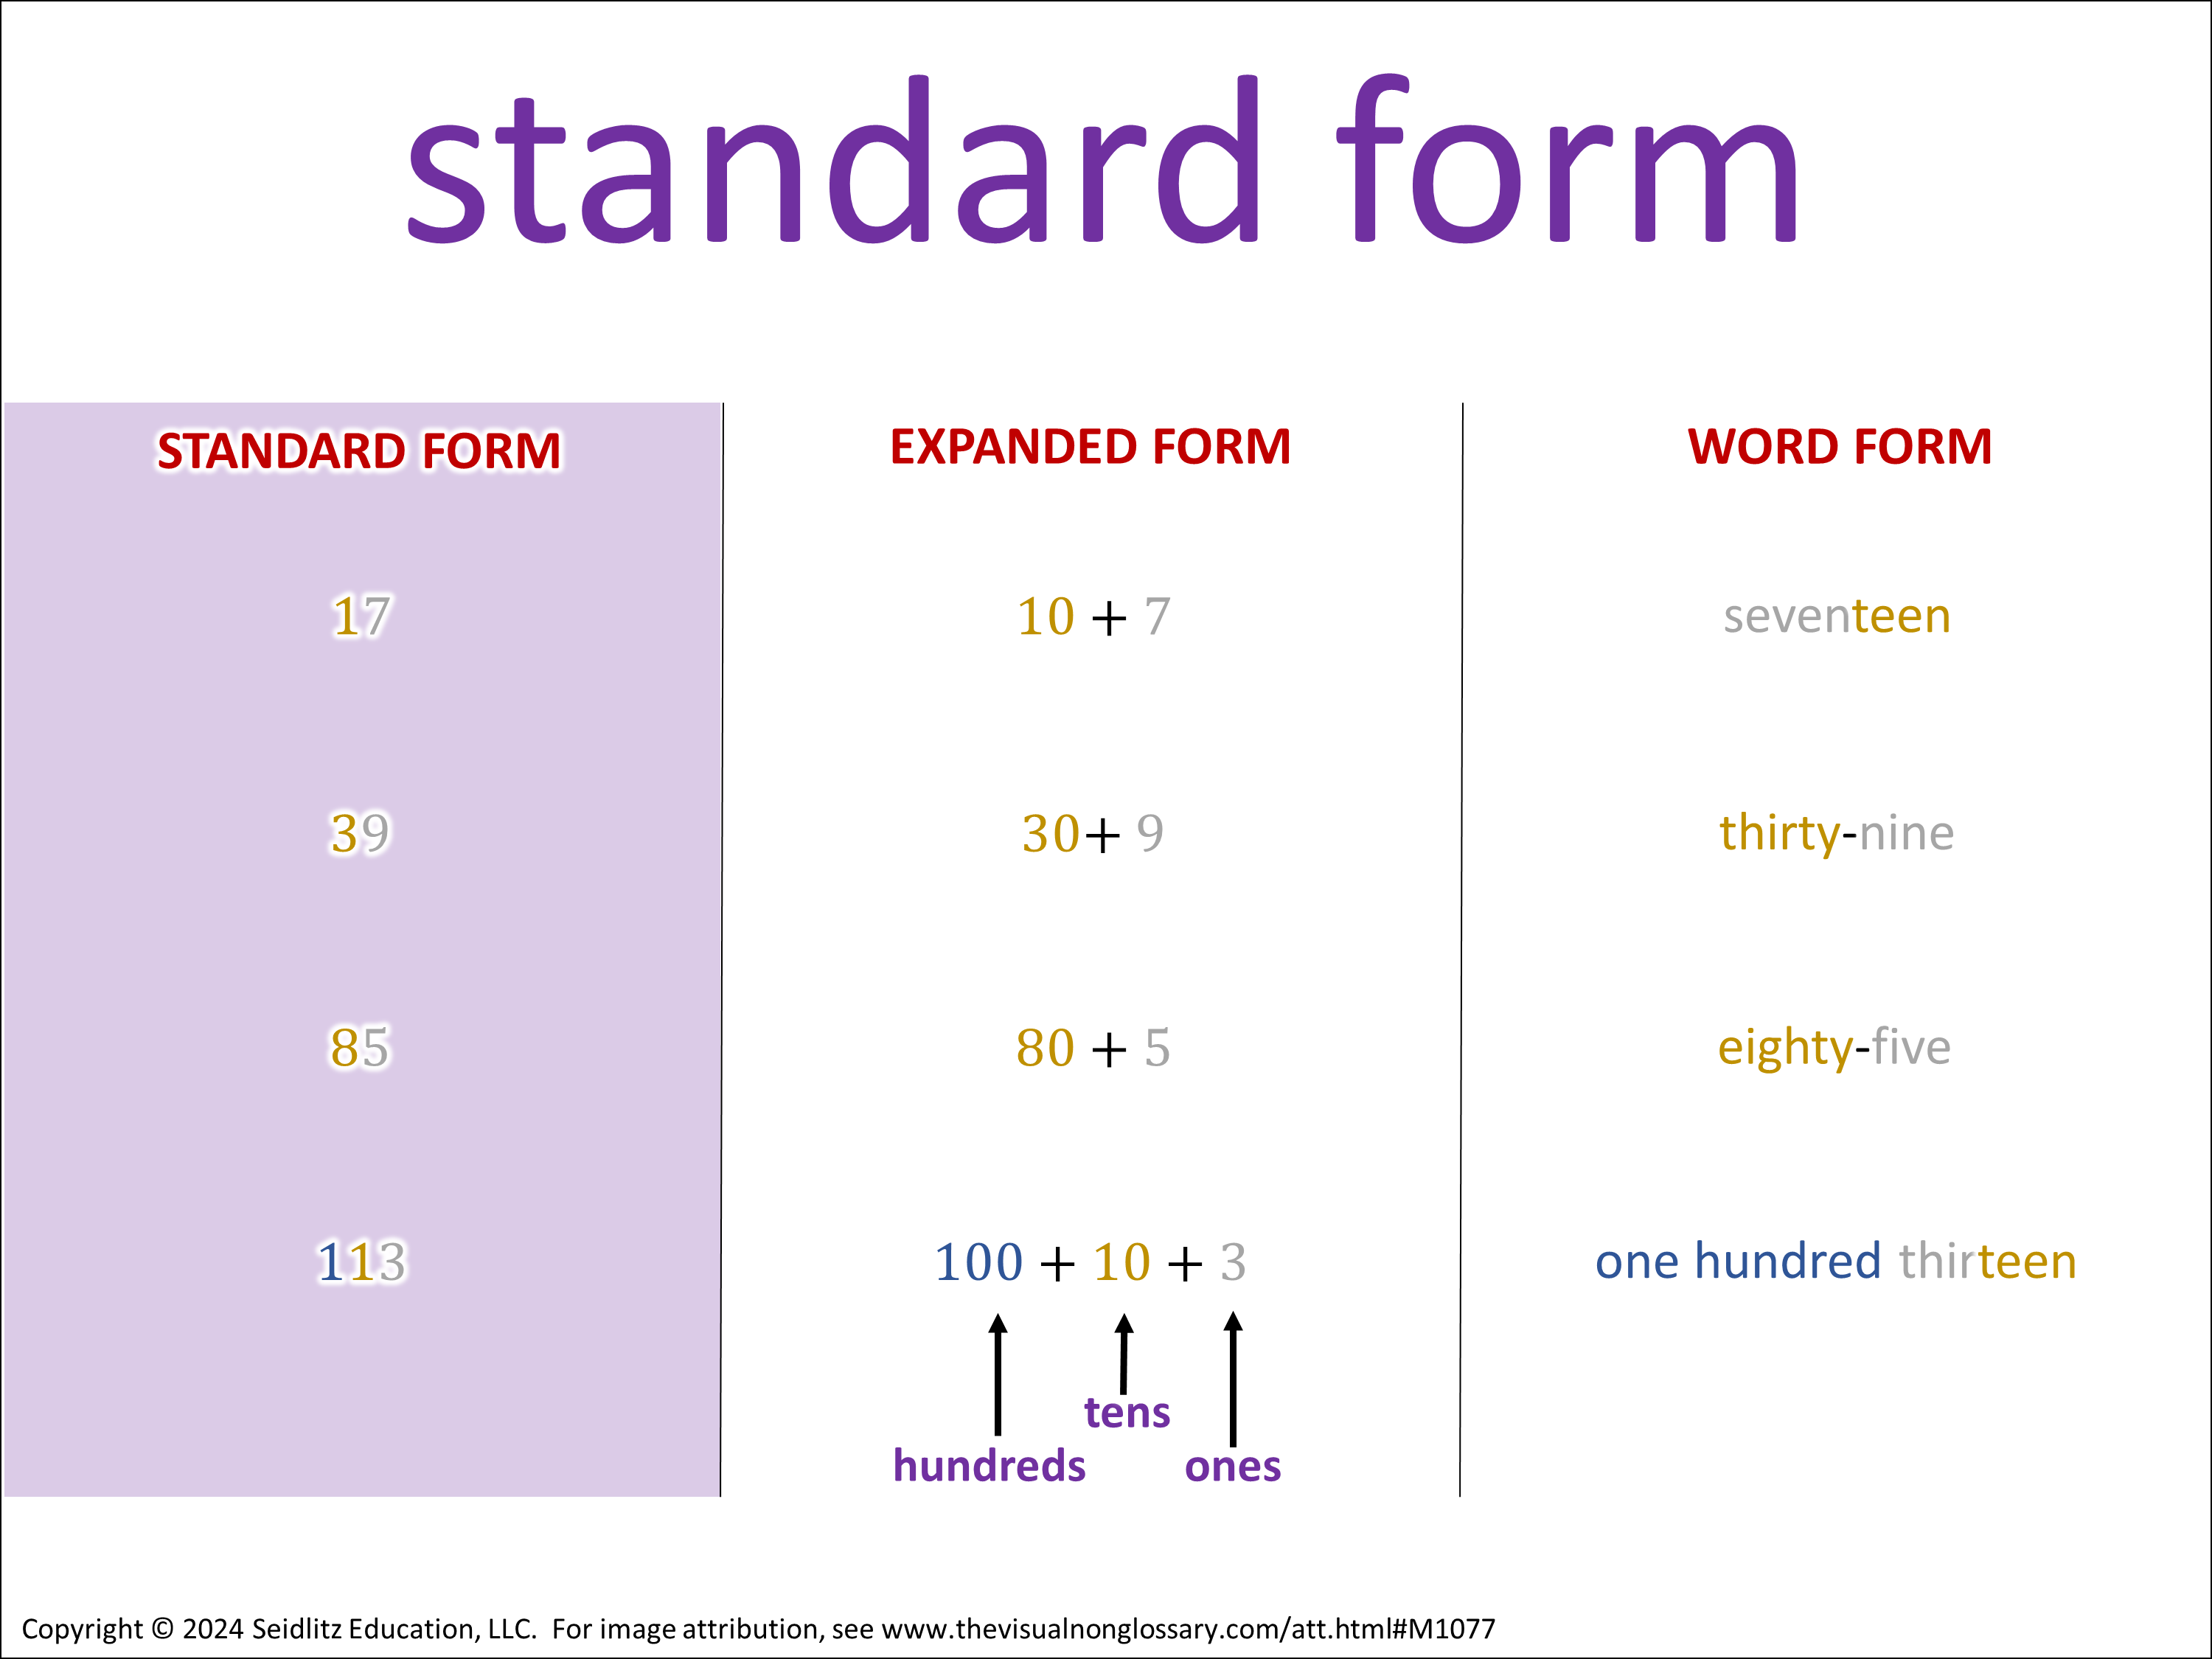 standard form
STANDARD FORM EXPANDED FORM WORD FORM
17 10 + 7 seventeen
39 30+ 9 thirty-nine
85 80 + 5 eighty-five
113 100 + 10 + 3 one hundred thirteen
tens
hundreds ones
Copyright © 2024 Seidlitz Education, LLC. For image attribution, see www.thevisualnonglossary.com/att.html#M1077